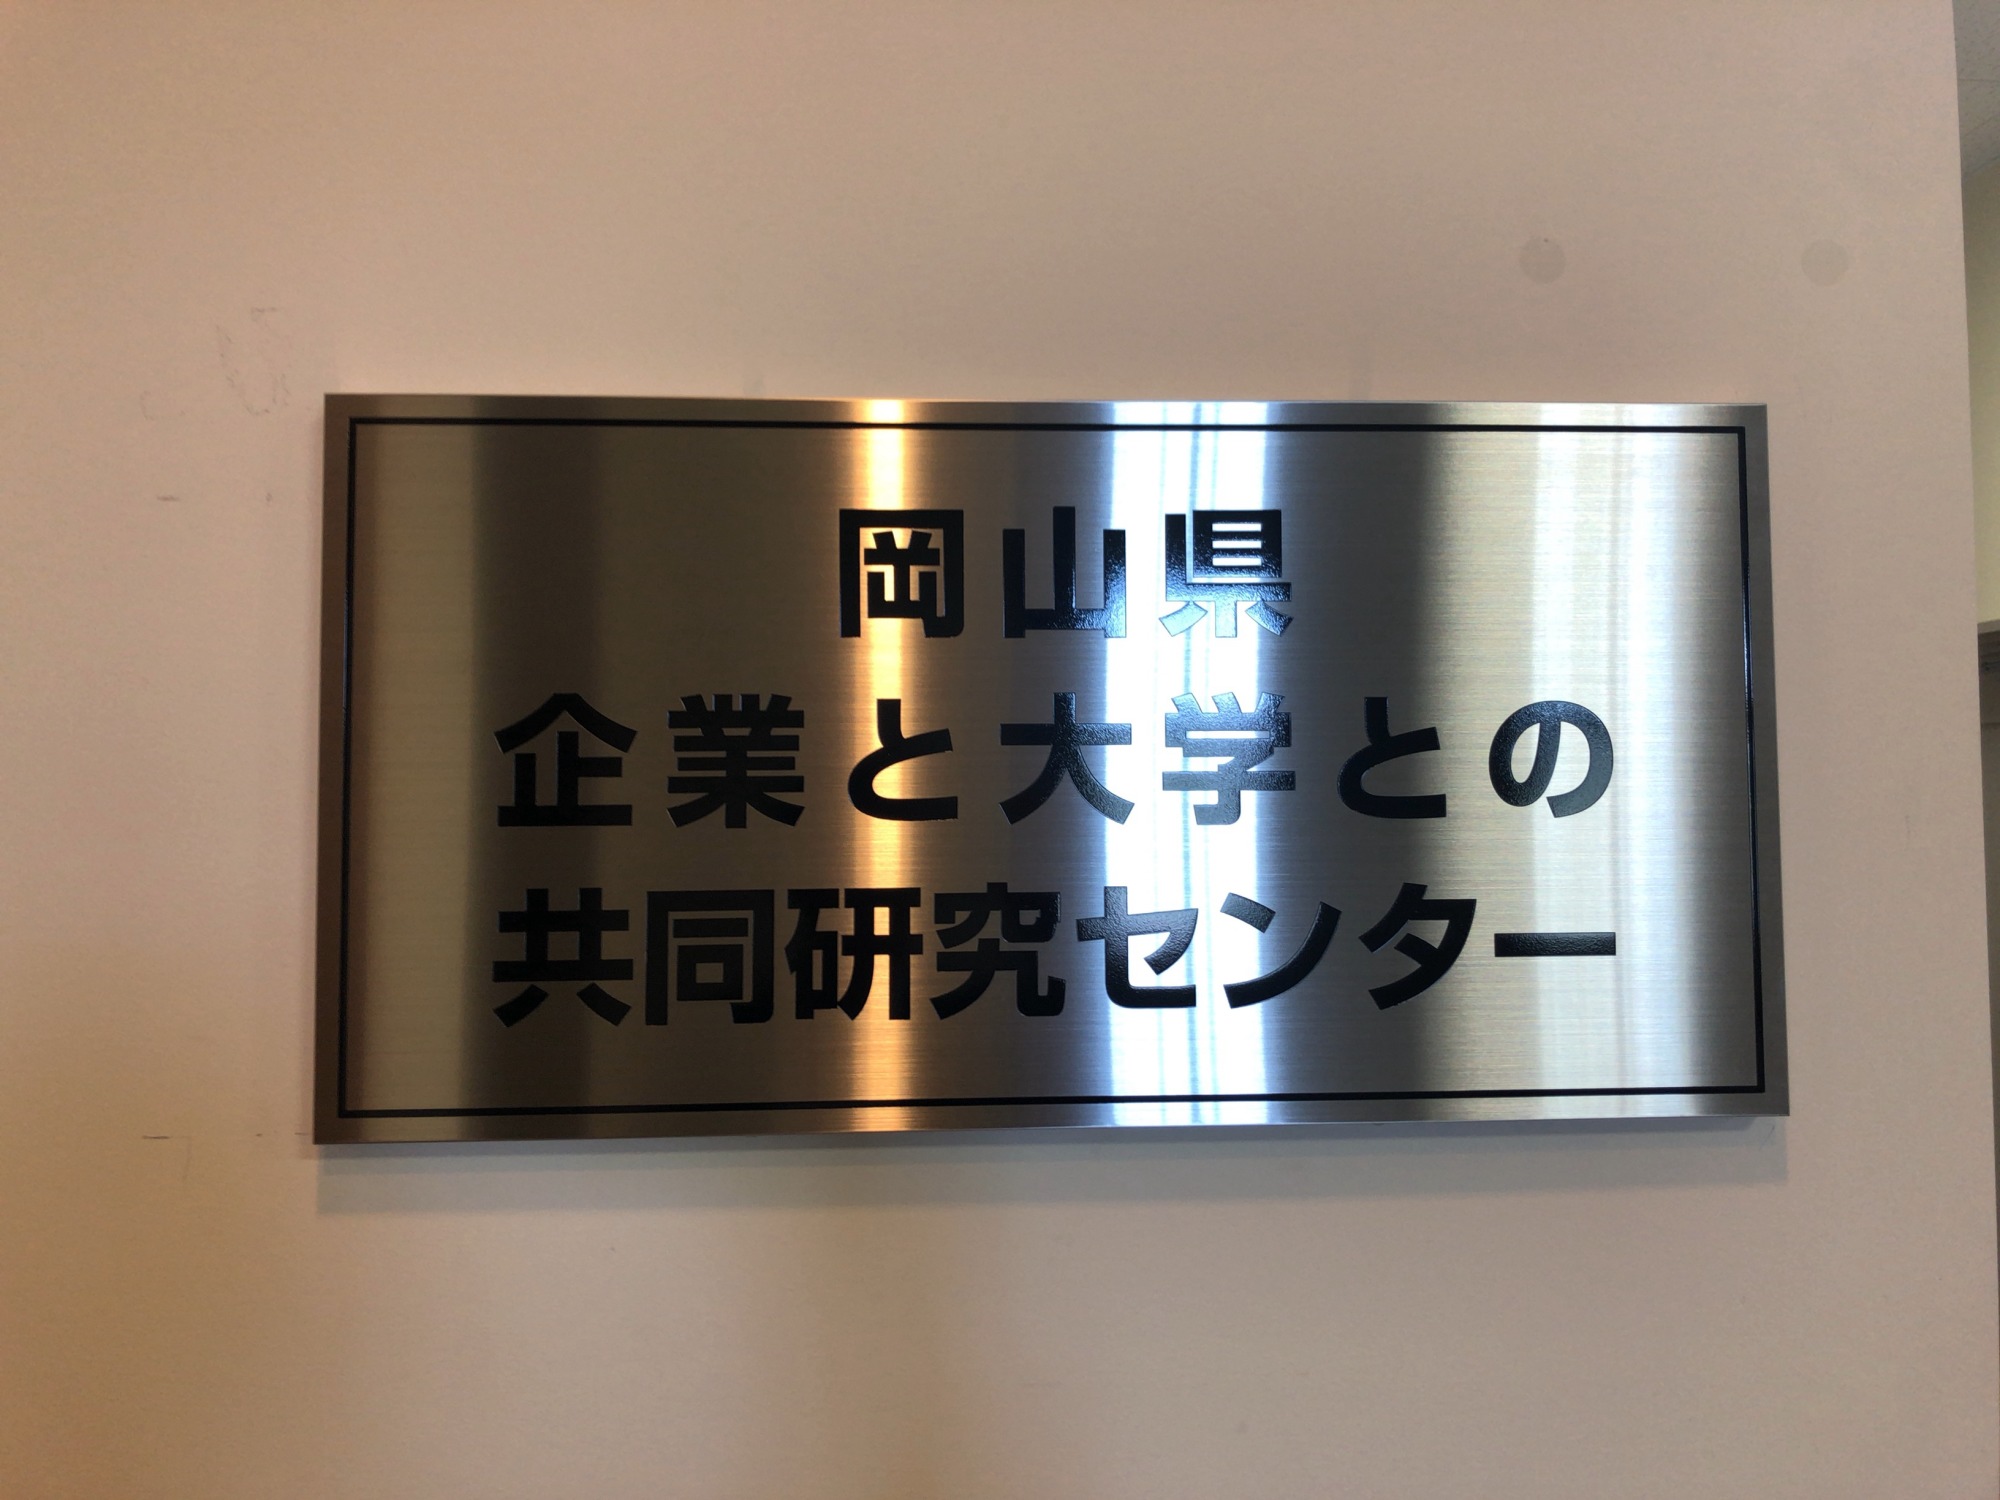 岡山県
企業と大学との
共同研究センター